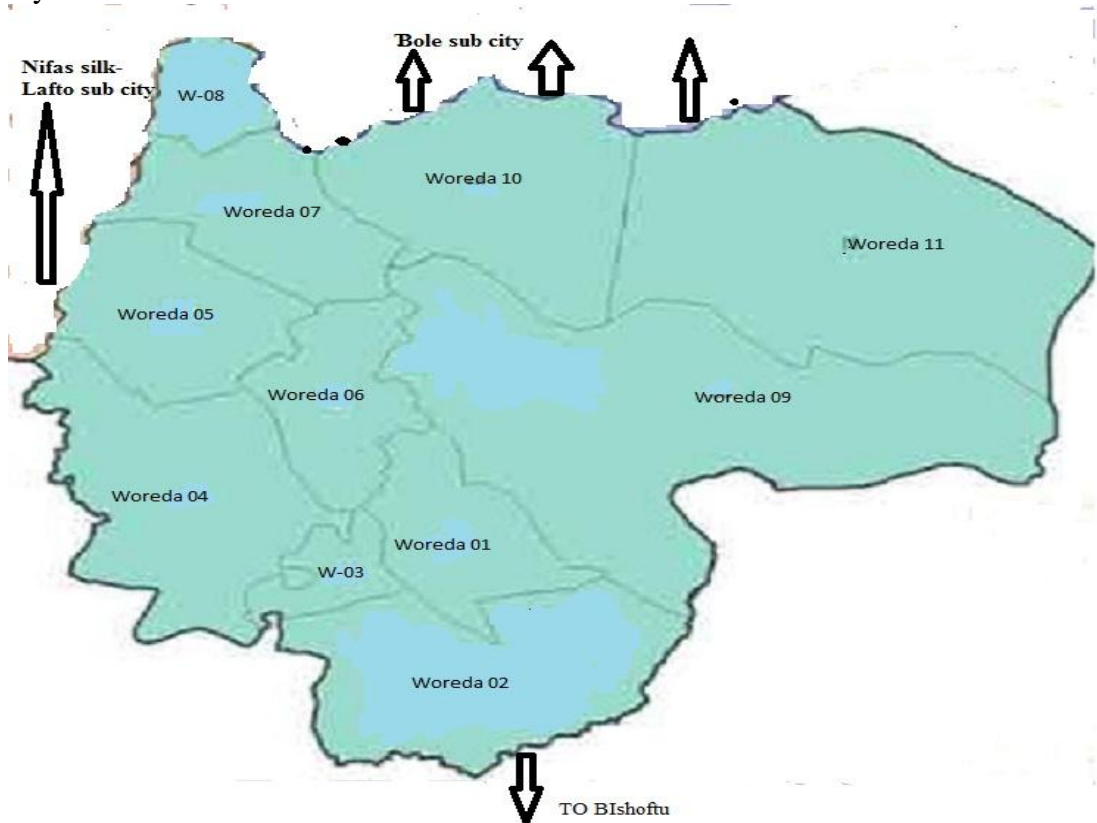 y
Bole sub city
Nifas silk-
Lafto sub city
W-08
Woreda 10
Woreda 07
Woreda 11
Woreda 05
Woreda 06
Woreda 09
Woreda 04
Woreda 01
W-03
Woreda 02
TO BIshoftu